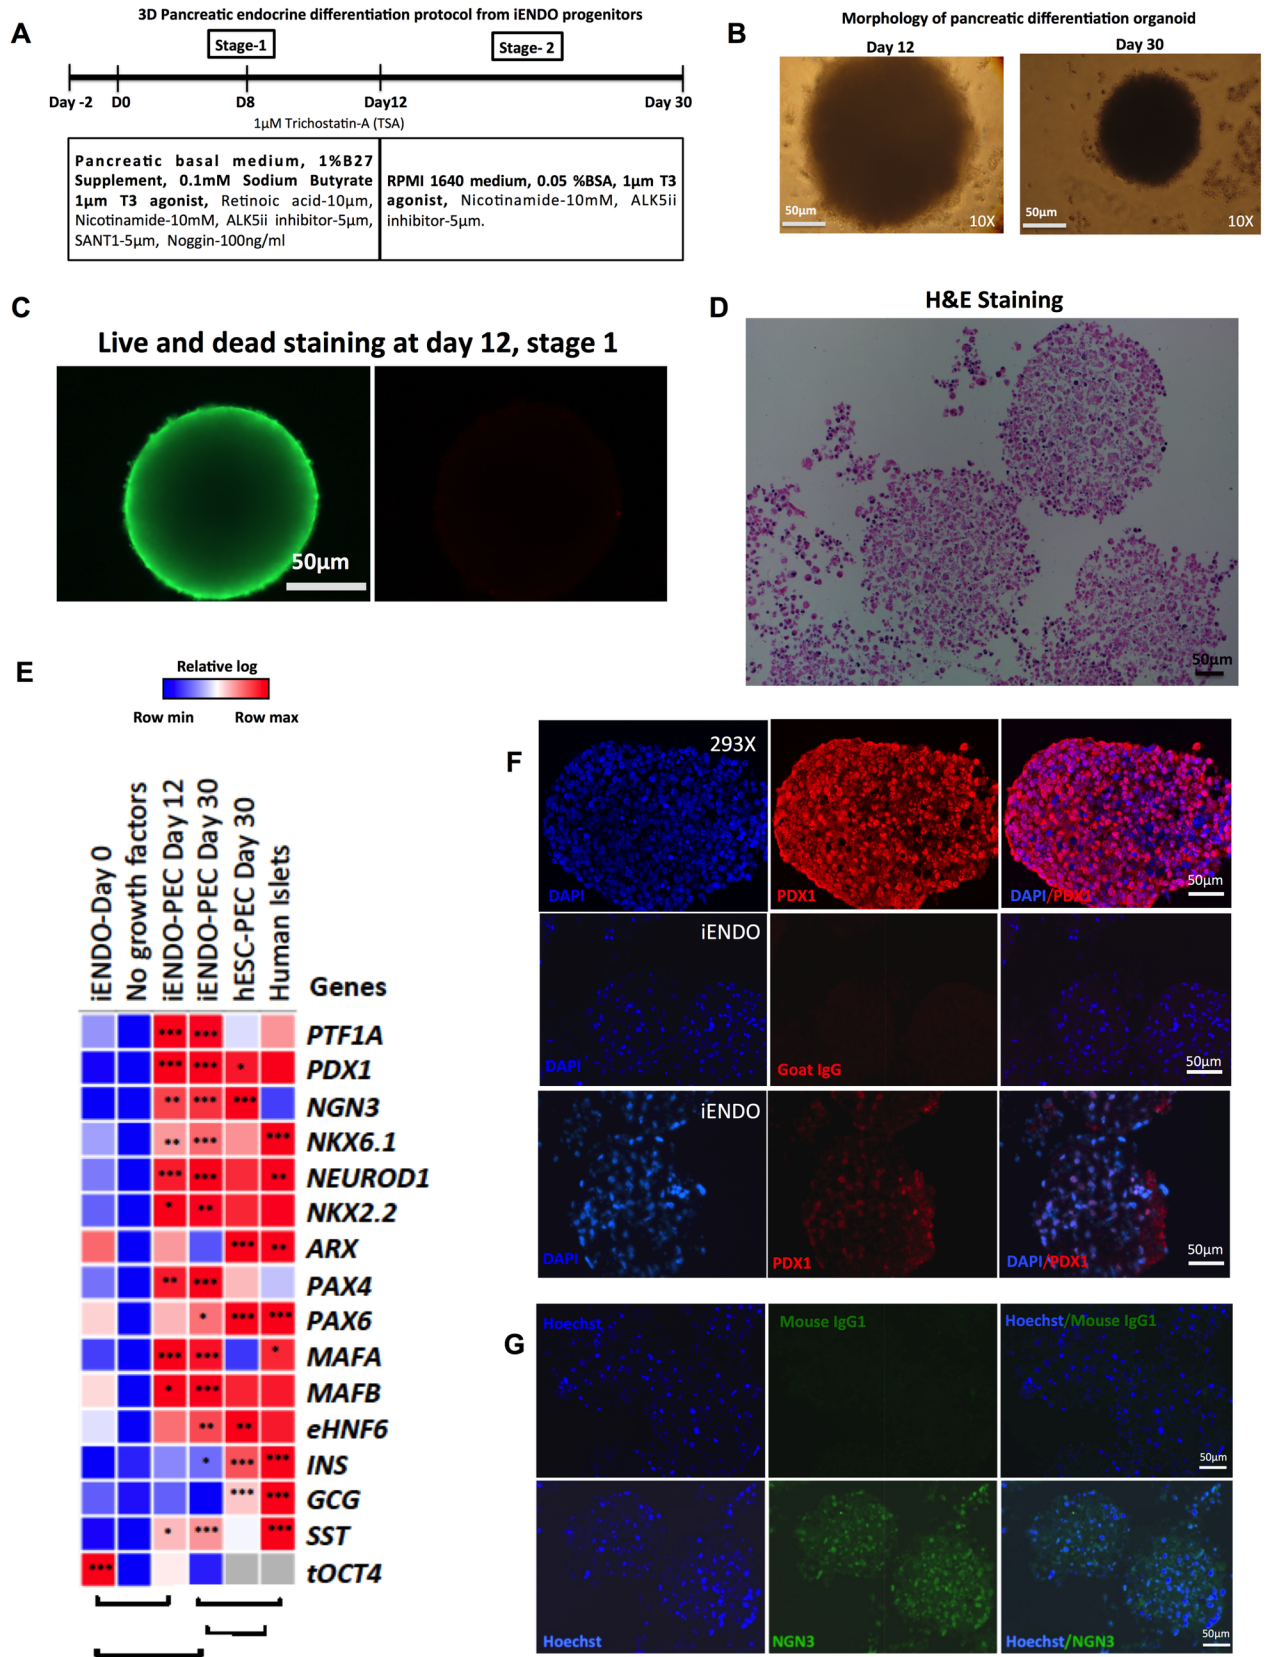 A
3D Pancreatic endocrine differentiation protocol from iENDO progenitors
Stage-1
Stage- 2
Day -2
D0
D8
Day12
Day 30
1µM Trichostatin-A (TSA)
Pancreatic basal medium, 1%B27
Supplement, 0.1mM Sodium Butyrate
1µm T3 agonist, Retinoic acid-10µm,
Nicotinamide-10mM, ALK5ii inhibitor-5µm,
SANT1-5µm, Noggin-100ng/ml
RPMI 1640 medium, 0.05 %BSA, 1µm T3
agonist, Nicotinamide-10mM, ALK5ii
inhibitor-5µm.
B
Morphology of pancreatic differentiation organoid
Day 12
Day 30
50µm
10X
50µm
10X
C
Live and dead staining at day 12, stage 1
50µm
D
H&E Staining
50µm
E
Relative log
Row min
Row max
iENDO-Day 0
No growth factors
iENDO-PEC Day 12
iENDO-PEC Day 30
hESC-PEC Day 30
Human Islets
Genes
*** *** PTF1A
*** *** * PDX1
** *** *** NGN3
** *** *** NKX6.1
*** *** ** NEUROD1
* ** NKX2.2
*** ** ARX
** *** PAX4
* *** *** PAX6
*** *** * MAFA
* *** MAFB
** ** eHNF6
* *** *** INS
*** *** GCG
* *** *** SST
*** tOCT4
F
293X
DAPI
PDX1
DAPI/PDX1
50µm
iENDO
DAPI
Goat IgG
50µm
iENDO
DAPI
PDX1
DAPI/PDX1
50µm
G
Hoechst
Mouse IgG1
Hoechst/Mouse IgG1
50µm
Hoechst
NGN3
Hoechst/NGN3
50µm